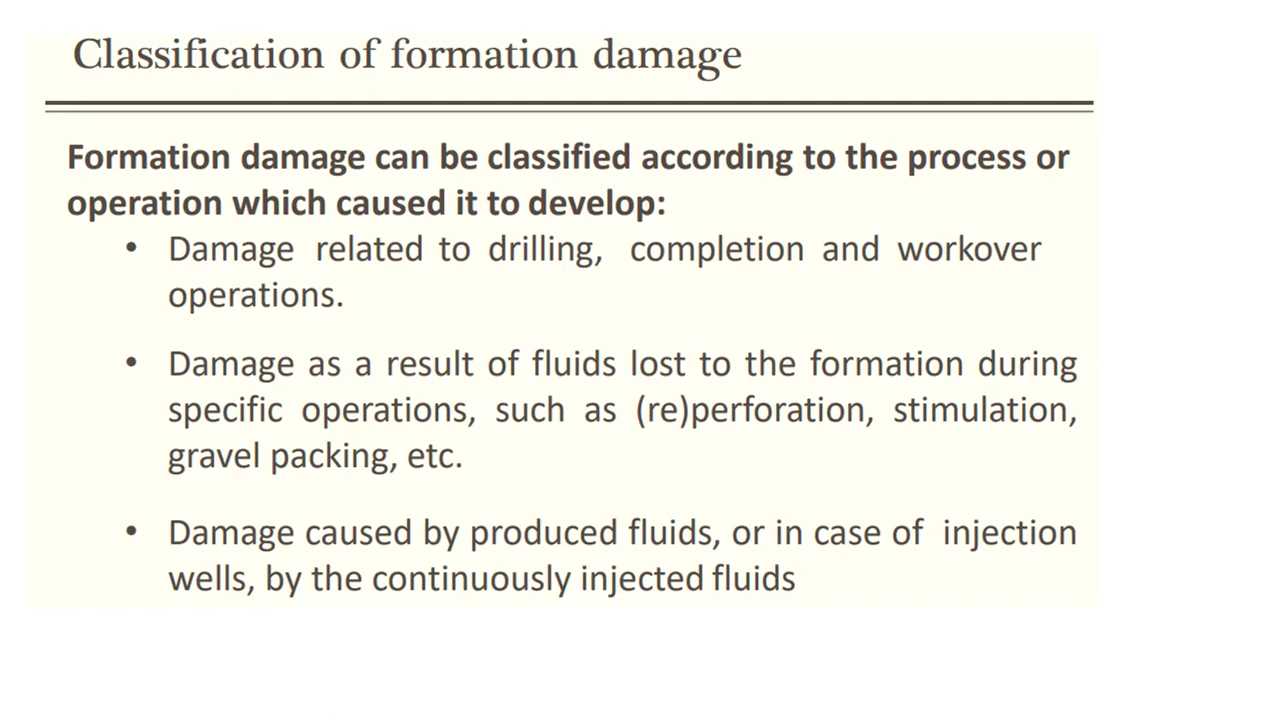 Classification of formation damage
Formation damage can be classified according to the process or
operation which caused it to develop:
• Damage related to drilling, completion and workover
operations.
• Damage as a result of fluids lost to the formation during
specific operations, such as (re)perforation, stimulation,
gravel packing, etc.
• Damage caused by produced fluids, or in case of injection
wells, by the continuously injected fluids